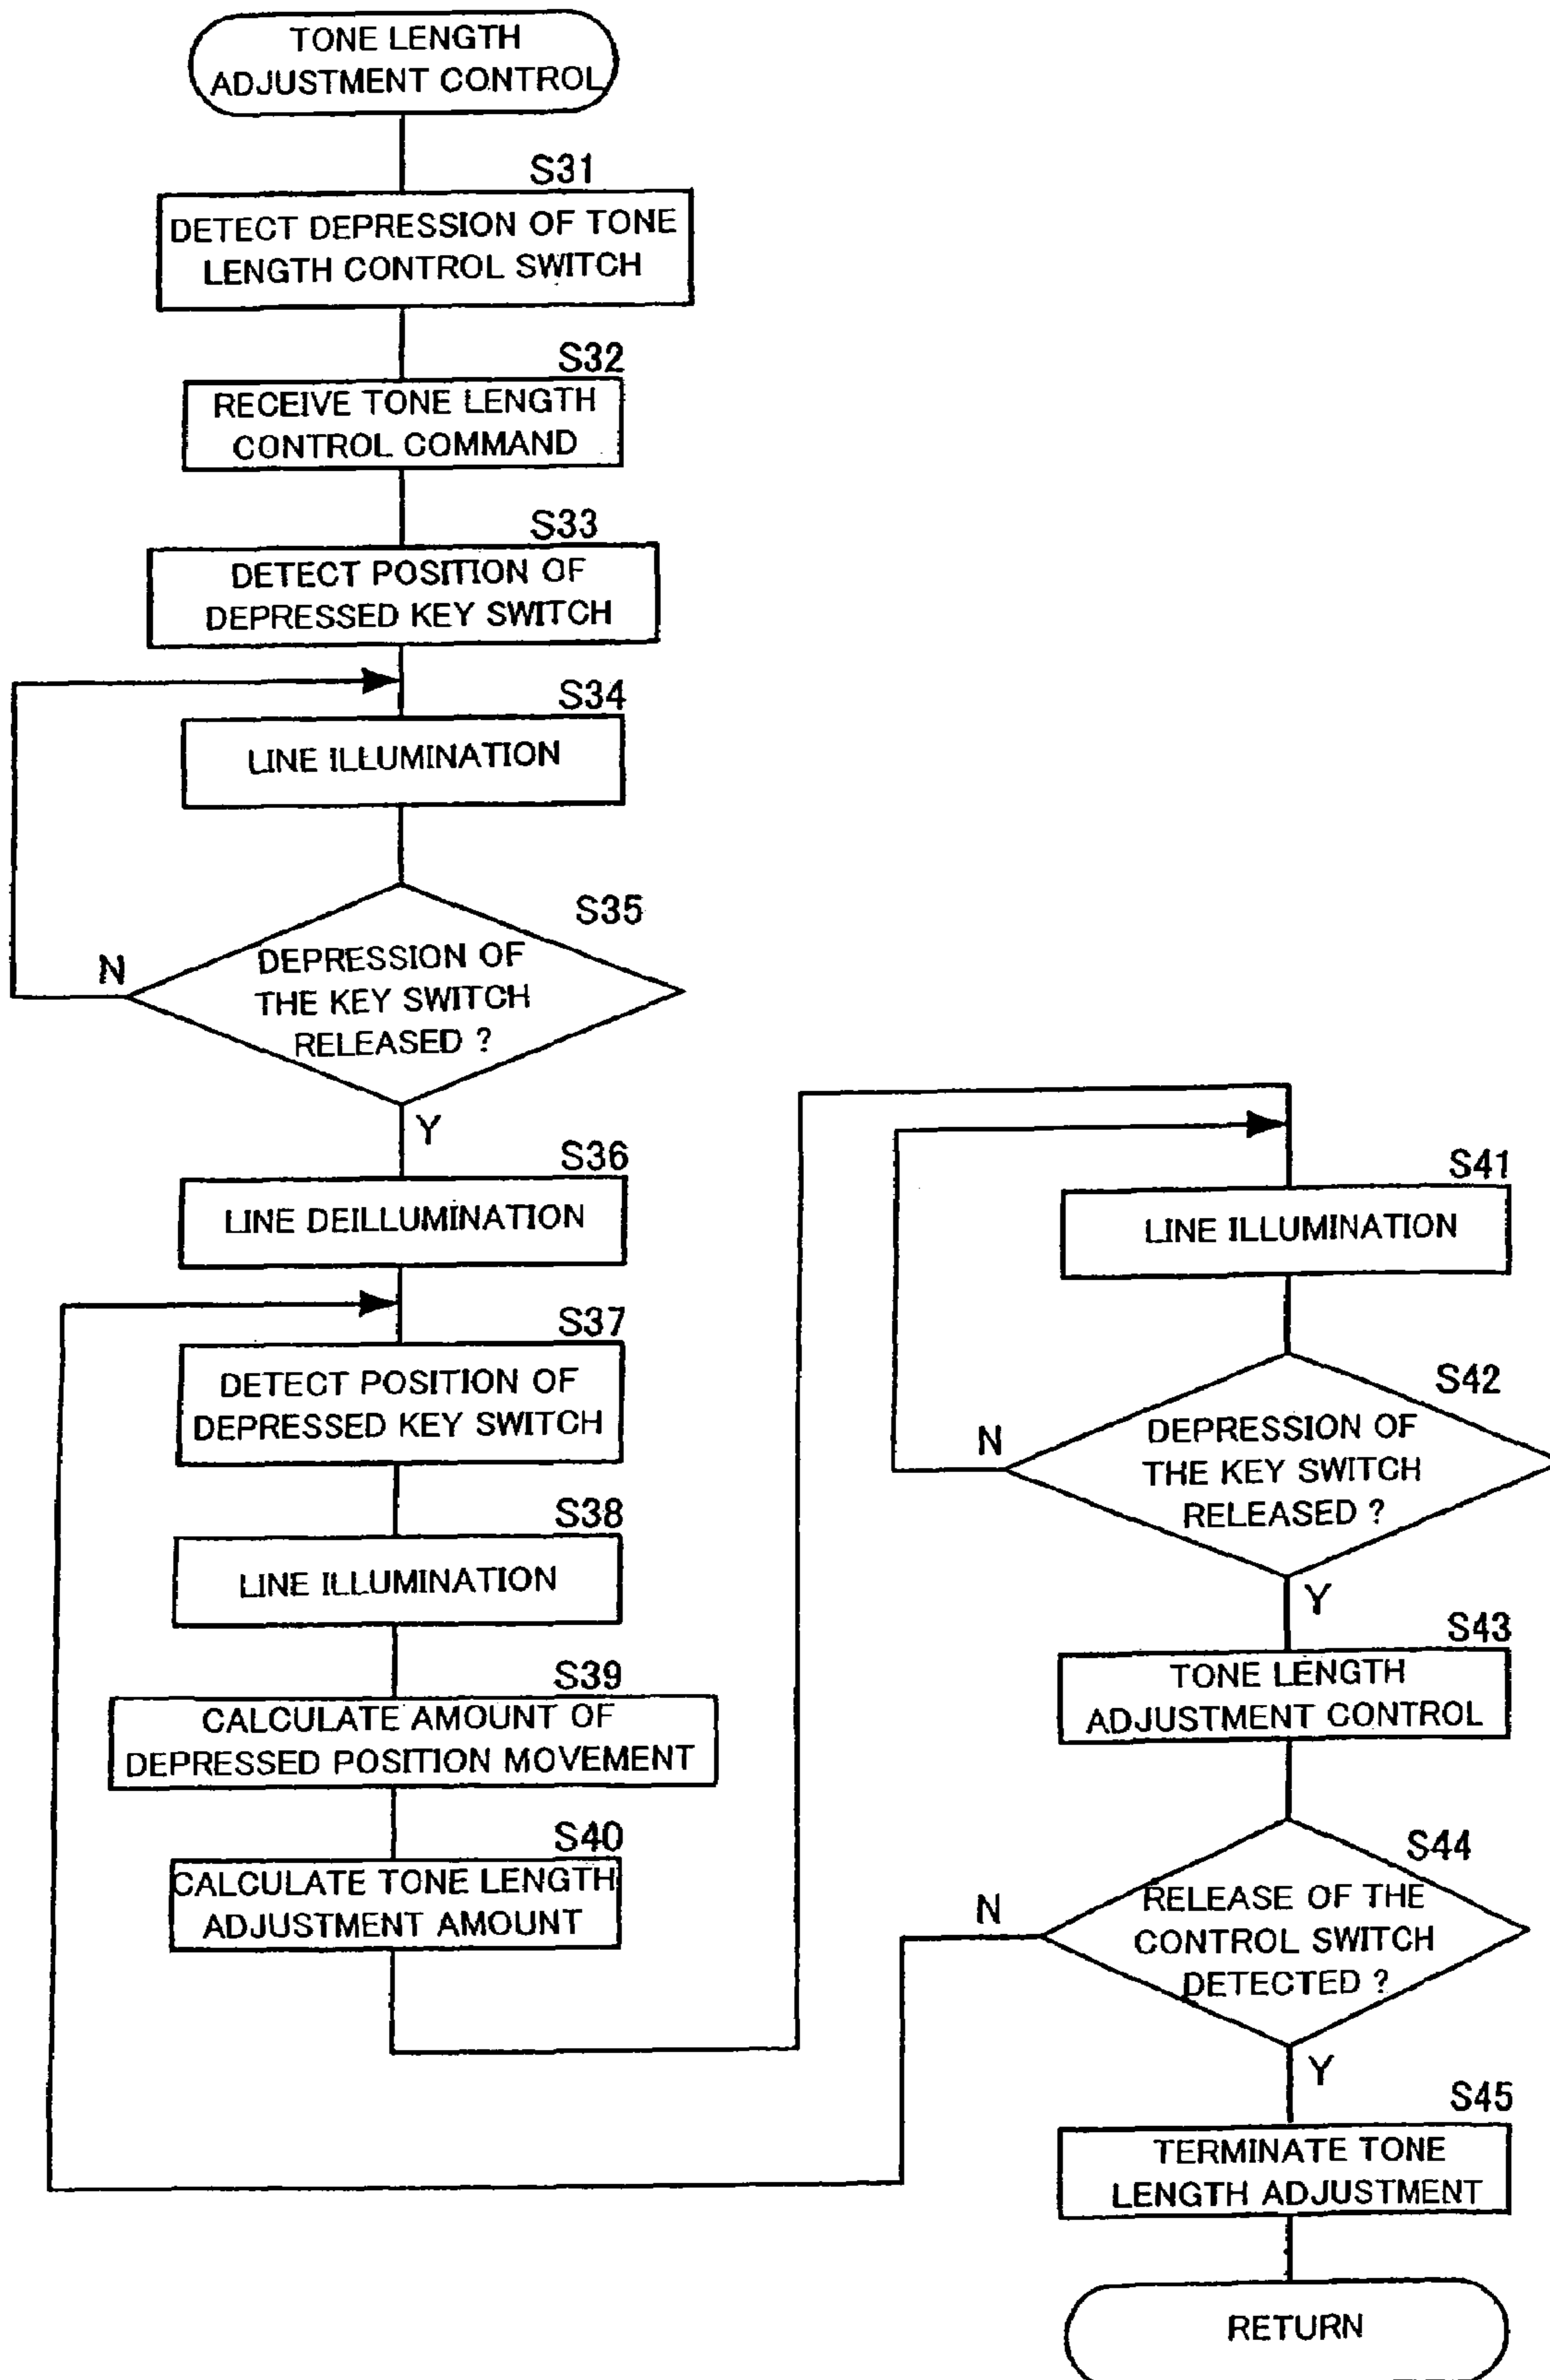 TONE LENGTH
ADJUSTMENT CONTROL
S31
DETECT DEPRESSION OF TONE
LENGTH CONTROL SWITCH
S32
RECEIVE TONE LENGTH
CONTROL COMMAND
S33
DETECT POSITION OF
DEPRESSED KEY SWITCH
S34
LINE ILLUMINATION
S35
DEPRESSION OF
THE KEY SWITCH
RELEASED ?
N
Y
S36
LINE DEILLUMINATION
S37
DETECT POSITION OF
DEPRESSED KEY SWITCH
S38
LINE ILLUMINATION
S39
CALCULATE AMOUNT OF
DEPRESSED POSITION MOVEMENT
S40
CALCULATE TONE LENGTH
ADJUSTMENT AMOUNT
S41
LINE ILLUMINATION
S42
DEPRESSION OF
THE KEY SWITCH
RELEASED ?
N
Y
S43
TONE LENGTH
ADJUSTMENT CONTROL
S44
RELEASE OF THE
CONTROL SWITCH
DETECTED ?
N
Y
S45
TERMINATE TONE
LENGTH ADJUSTMENT
RETURN